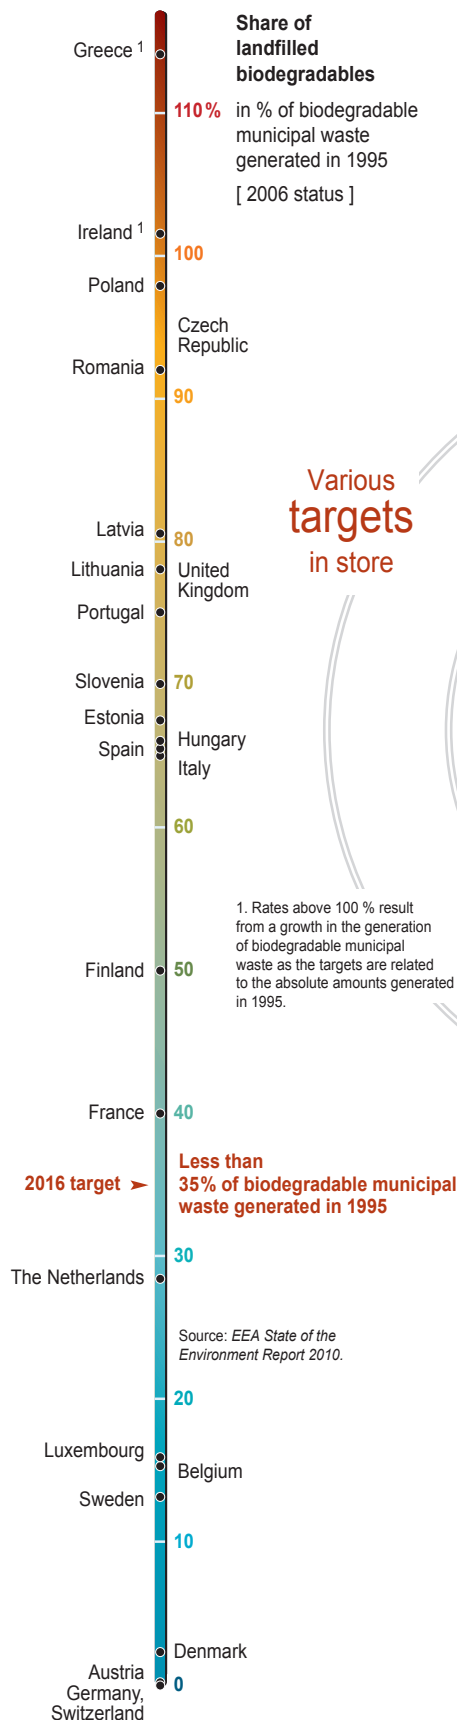 Share of
landfilled
biodegradables
in % of biodegradable
municipal waste
generated in 1995
[ 2006 status ]
Greece 1
110 %
Ireland 1
100
Poland
Czech
Republic
Romania
90
Various
targets
in store
Latvia
80
Lithuania
United
Kingdom
Portugal
Slovenia
70
Estonia
Hungary
Spain
Italy
60
1. Rates above 100 % result
from a growth in the generation
of biodegradable municipal
waste as the targets are related
to the absolute amounts generated
in 1995.
Finland
50
France
40
2016 target
Less than
35% of biodegradable municipal
waste generated in 1995
30
The Netherlands
Source: EEA State of the
Environment Report 2010.
20
Luxembourg
Belgium
Sweden
10
Denmark
Austria
Germany,
Switzerland
0